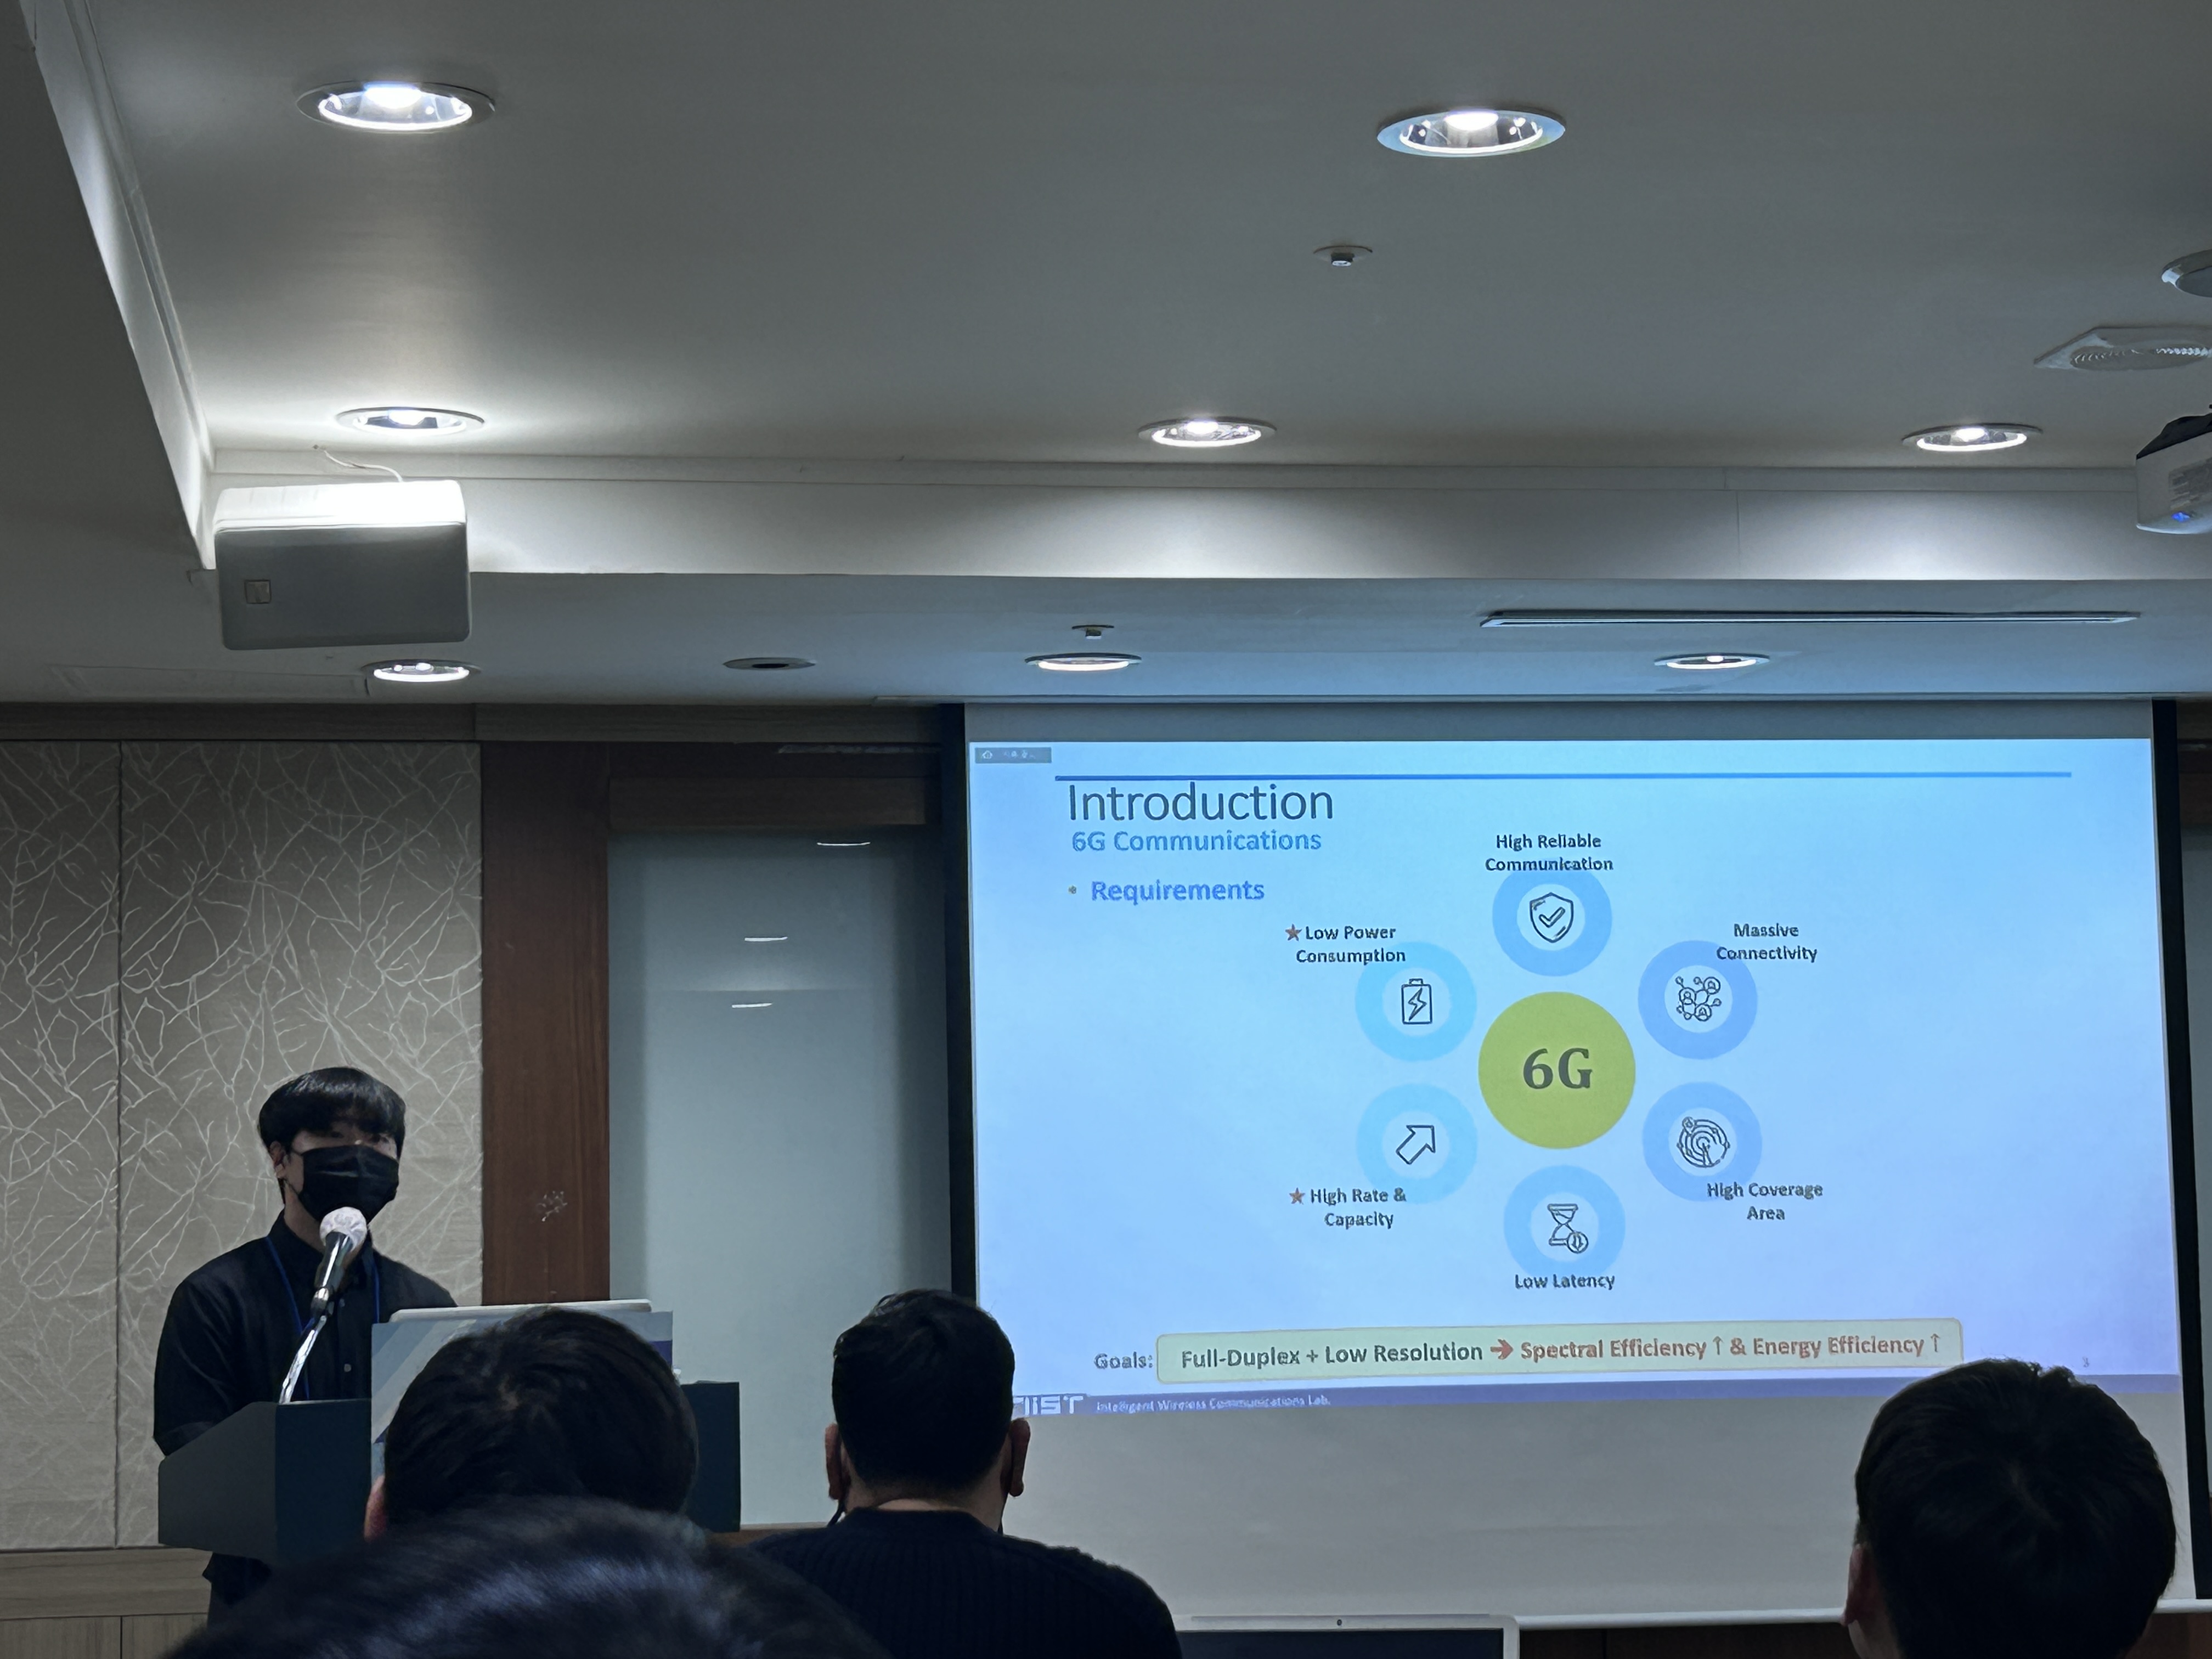 Introduction
6G Communications
• Requirements
High Reliable
Communication
★ Low Power
Consumption
Massive
Connectivity
6G
★ High Rate &
Capacity
High Coverage
Area
Low Latency
Goals: Full-Duplex + Low Resolution → Spectral Efficiency ↑ & Energy Efficiency ↑
3
Intelligent Wireless Communications Lab.